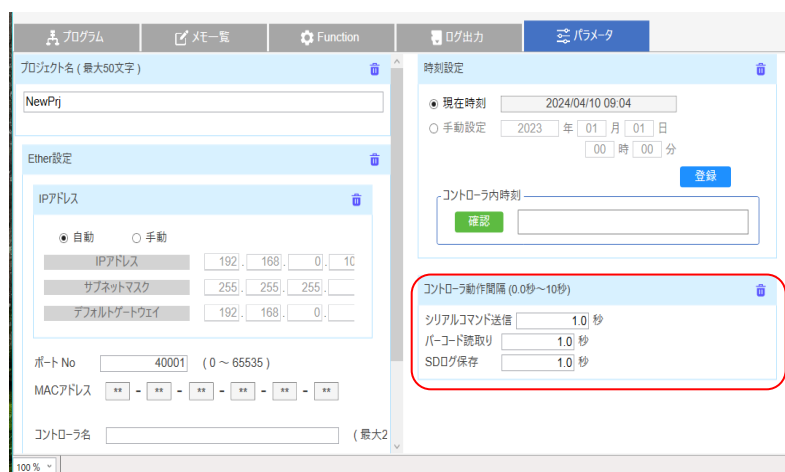 プログラム メモ一覧 Function ログ出力 パラメータ
プロジェクト名 ( 最大50文字 )
NewPrj
Ether設定
IPアドレス
自動 手動
IPアドレス 192 . 168 . 0 . 10
サブネットマスク 255 . 255 . 255 .
デフォルトゲートウェイ 192 . 168 . 0 .
ポート No 40001 ( 0 ～ 65535 )
MACアドレス ** - ** - ** - ** - ** - **
コントローラ名 ( 最大2
100 %
時刻設定
現在時刻 2024/04/10 09:04
手動設定 2023 年 01 月 01 日
00 時 00 分
登録
コントローラ内時刻
確認
コントローラ動作間隔 (0.0秒～10秒)
シリアルコマンド送信 1.0 秒
バーコード読取り 1.0 秒
SDログ保存 1.0 秒